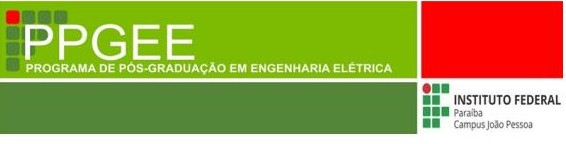 PPGEE
PROGRAMA DE PÓS-GRADUAÇÃO EM ENGENHARIA ELÉTRICA
INSTITUTO FEDERAL
Paraíba
Campus João Pessoa